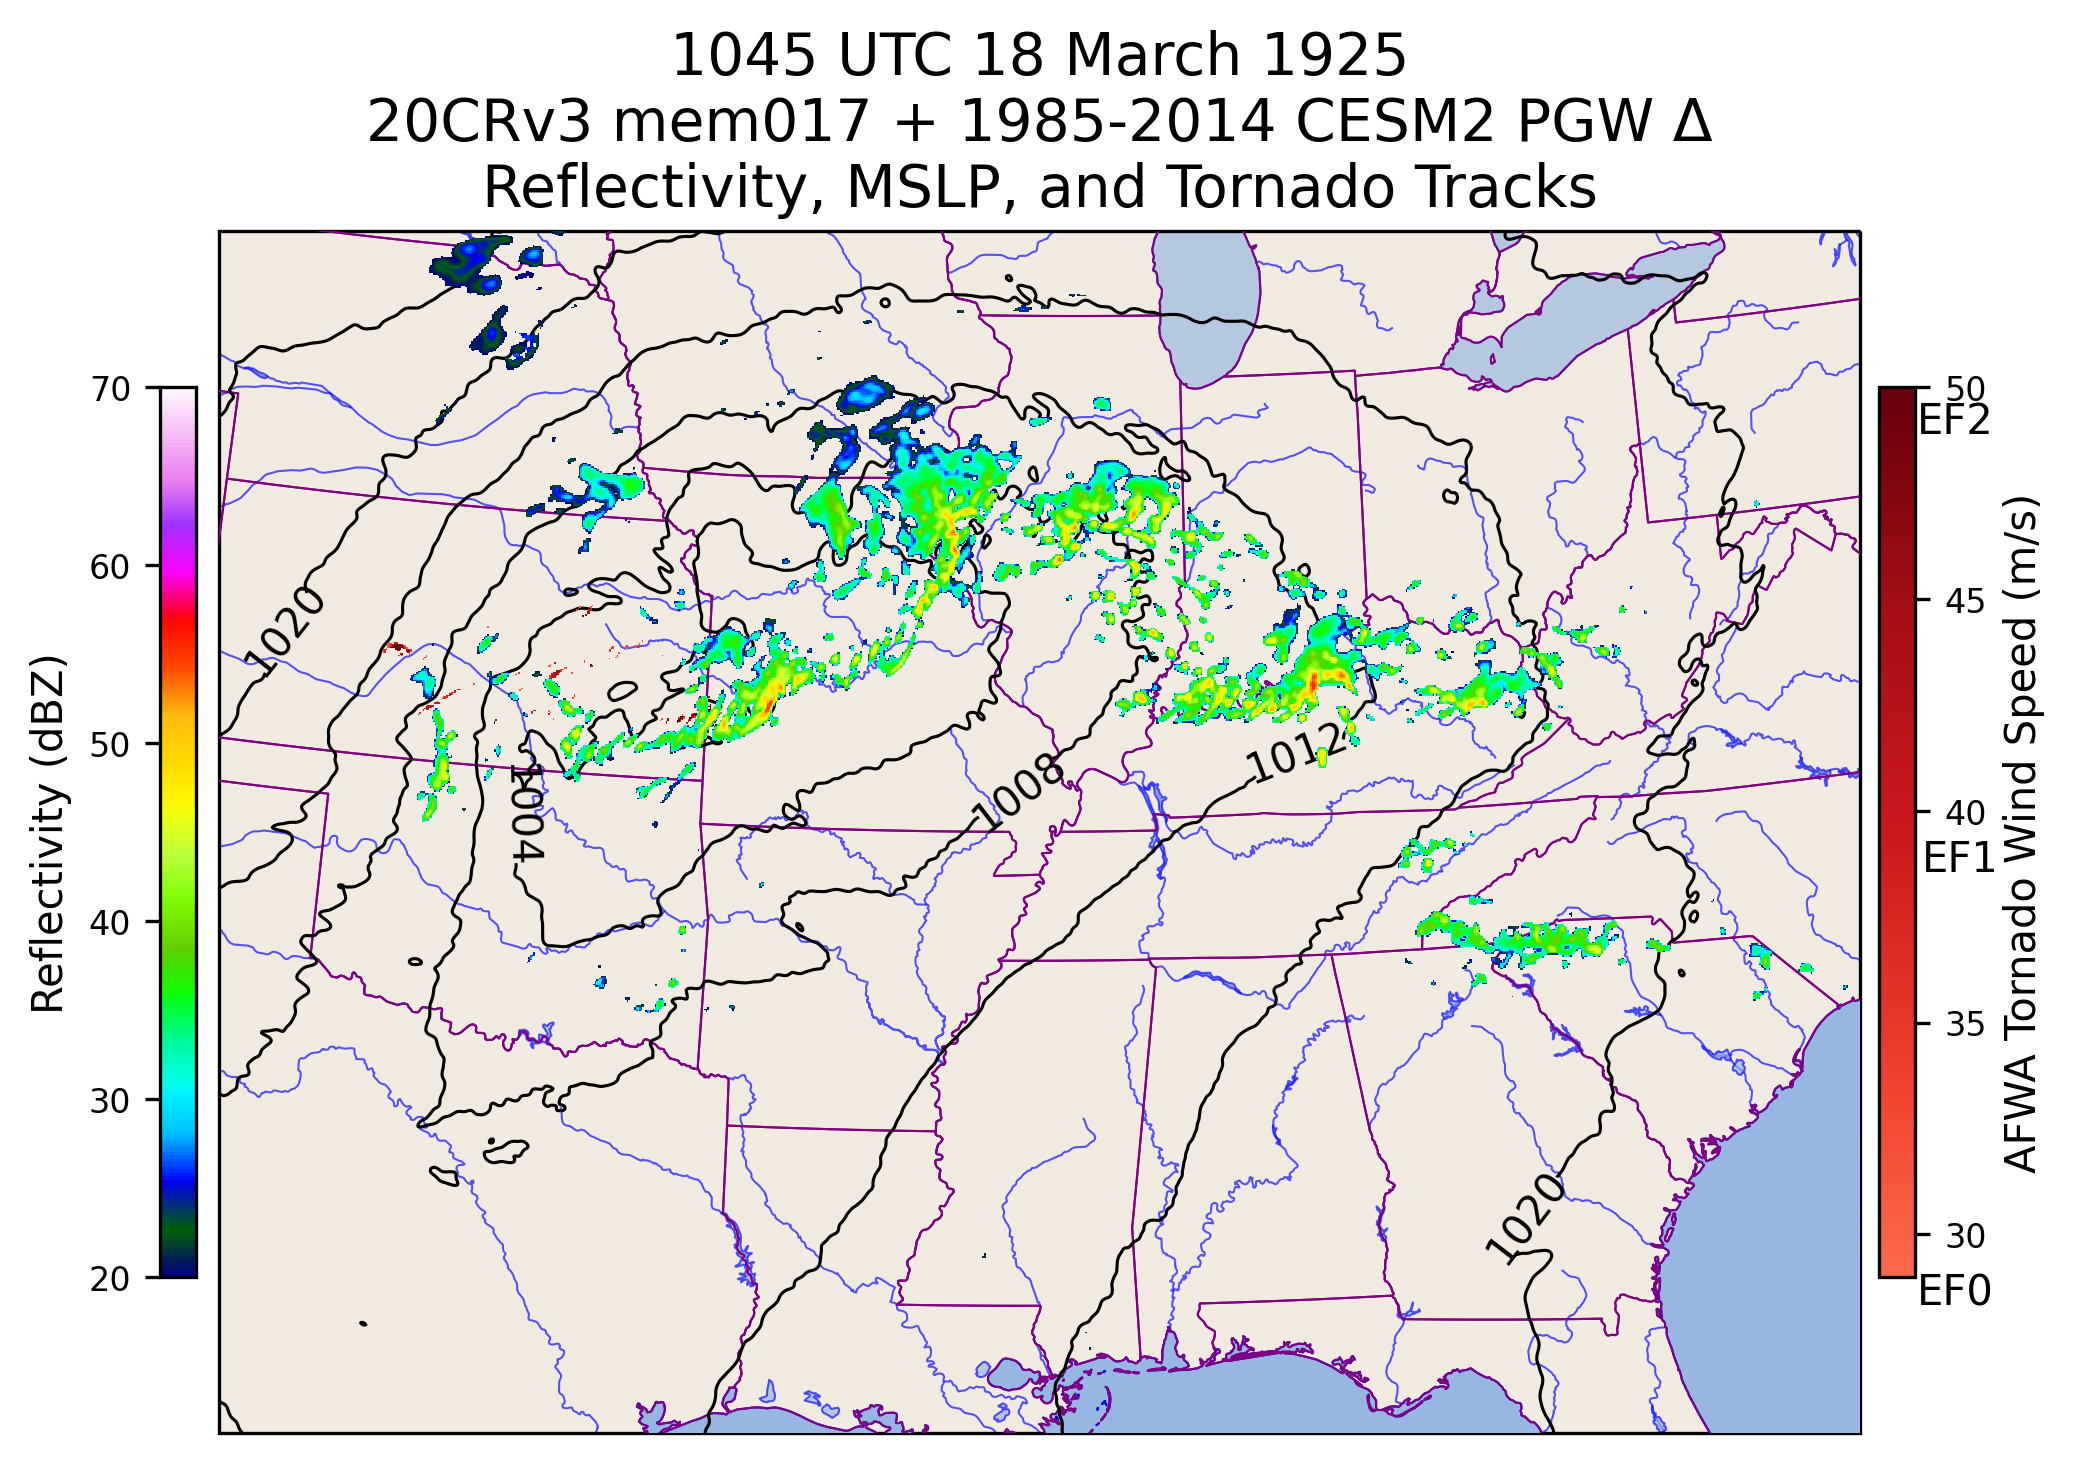 1045 UTC 18 March 1925
20CRv3 mem017 + 1985-2014 CESM2 PGW Δ
Reflectivity, MSLP, and Tornado Tracks
Reflectivity (dBZ)
70
60
50
40
30
20
1020
1004
1008
1012
1020
50
EF2
45
40
EF1
35
30
EF0
AFWA Tornado Wind Speed (m/s)